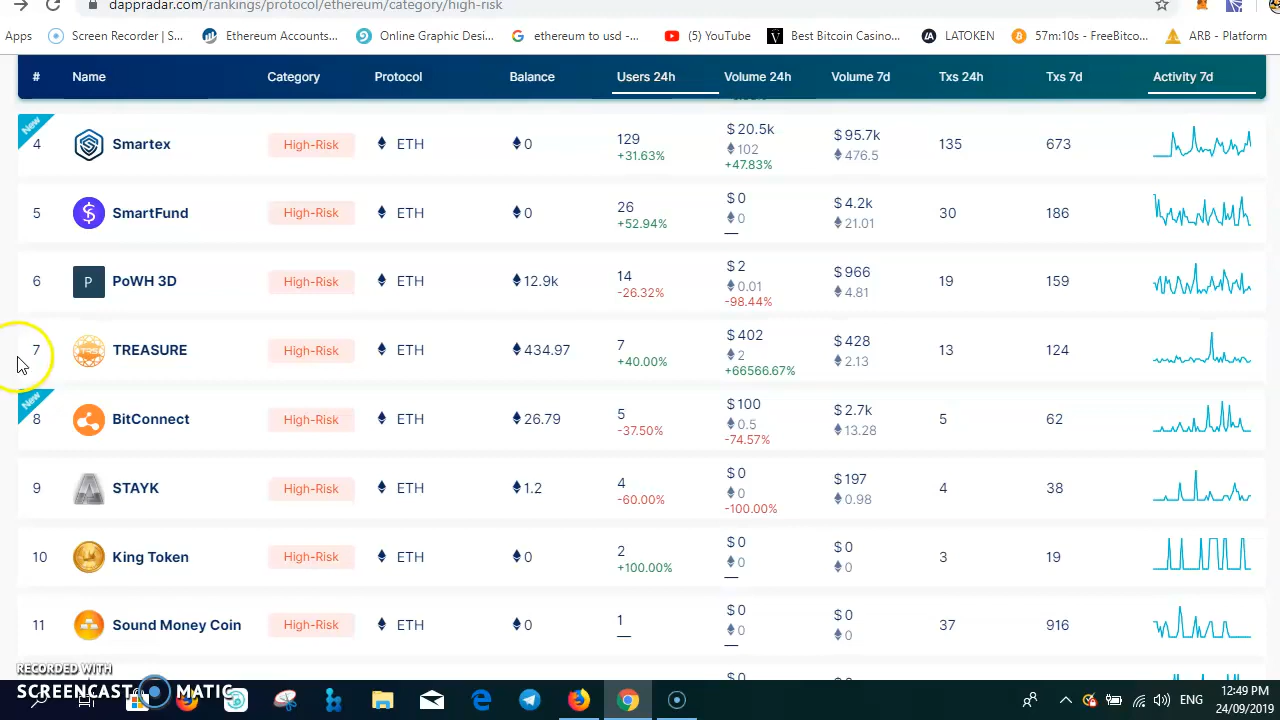 dappradar.com/rankings/protocol/ethereum/category/high-risk
Apps Screen Recorder | S... Ethereum Accounts... Online Graphic Desi... ethereum to usd -... (5) YouTube Best Bitcoin Casino... LATOKEN 57m:10s - FreeBitco... ARB - Platform
# Name Category Protocol Balance Users 24h Volume 24h Volume 7d Txs 24h Txs 7d Activity 7d
New
4 Smartex High-Risk ETH 0 129 $ 20.5k $ 95.7k 135 673
102 476.5
+31.63% +47.83%
5 SmartFund High-Risk ETH 0 26 $ 0 $ 4.2k 30 186
0 21.01
+52.94% —
6 P PoWH 3D High-Risk ETH 12.9k 14 $ 2 $ 966 19 159
0.01 4.81
-26.32% -98.44%
7 TREASURE High-Risk ETH 434.97 7 $ 402 $ 428 13 124
2 2.13
+40.00% +66566.67%
New
8 BitConnect High-Risk ETH 26.79 5 $ 100 $ 2.7k 5 62
0.5 13.28
-37.50% -74.57%
9 STAYK High-Risk ETH 1.2 4 $ 0 $ 197 4 38
0 0.98
-60.00% -100.00%
10 King Token High-Risk ETH 0 2 $ 0 $ 0 3 19
0 0
+100.00% —
11 Sound Money Coin High-Risk ETH 0 1 $ 0 $ 0 37 916
0 0
— —
$ 0
RECORDED WITH
SCREENCAST MATIC
ENG 12:49 PM
24/09/2019